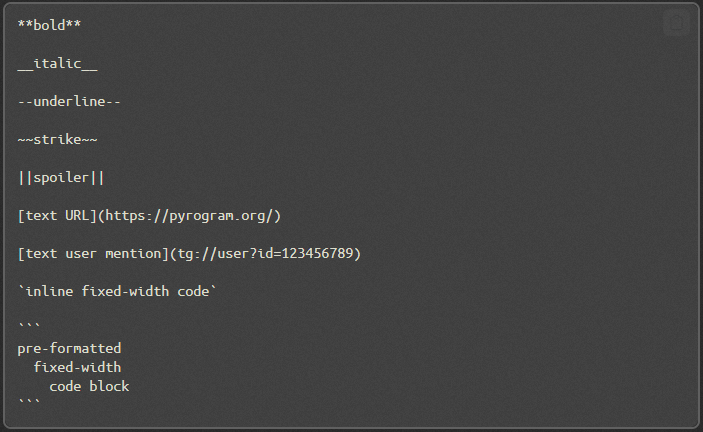 **bold**
__italic__
--underline--
~~strike~~
||spoiler||
[text URL](https://pyrogram.org/)
[text user mention](tg://user?id=123456789)
`inline fixed-width code`
```
pre-formatted
  fixed-width
    code block
```